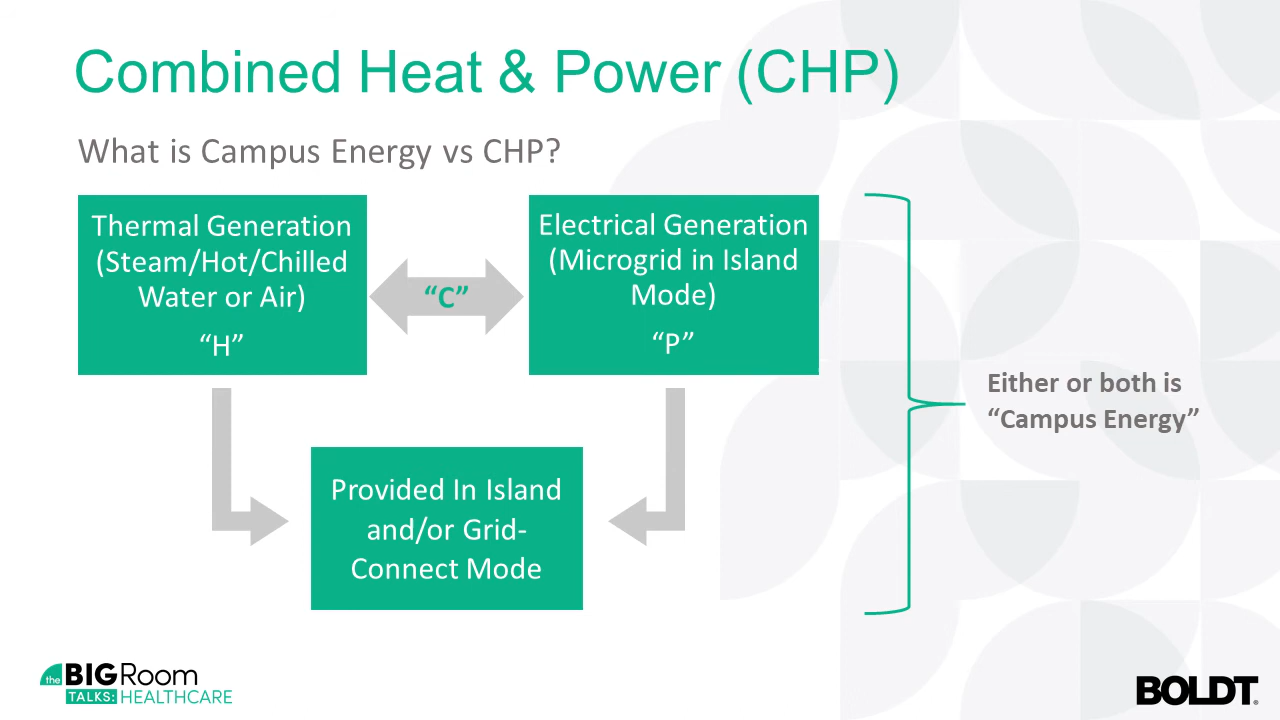 Combined Heat & Power (CHP)
What is Campus Energy vs CHP?
Thermal Generation
(Steam/Hot/Chilled
Water or Air)
“H”
“C”
Electrical Generation
(Microgrid in Island
Mode)
“P”
Provided In Island
and/or Grid-
Connect Mode
Either or both is
“Campus Energy”
the BIGRoom
TALKS: HEALTHCARE
BOLDT®